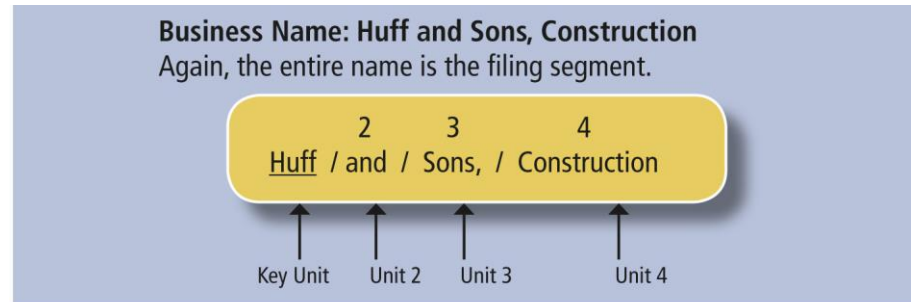 Business Name: Huff and Sons, Construction
Again, the entire name is the filing segment.
2 3 4
Huff / and / Sons, / Construction
Key Unit Unit 2 Unit 3 Unit 4